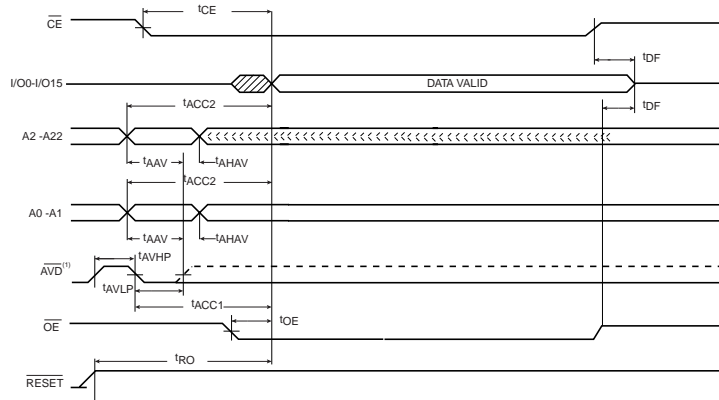 tCE
CE
tDF
I/O0-I/O15
DATA VALID
tACC2
tDF
A2 -A22
tAAV
tAHAV
tACC2
A0 -A1
tAAV
tAHAV
tAVHP
AVD(1)
tAVLP
tACC1
tOE
OE
tRO
RESET